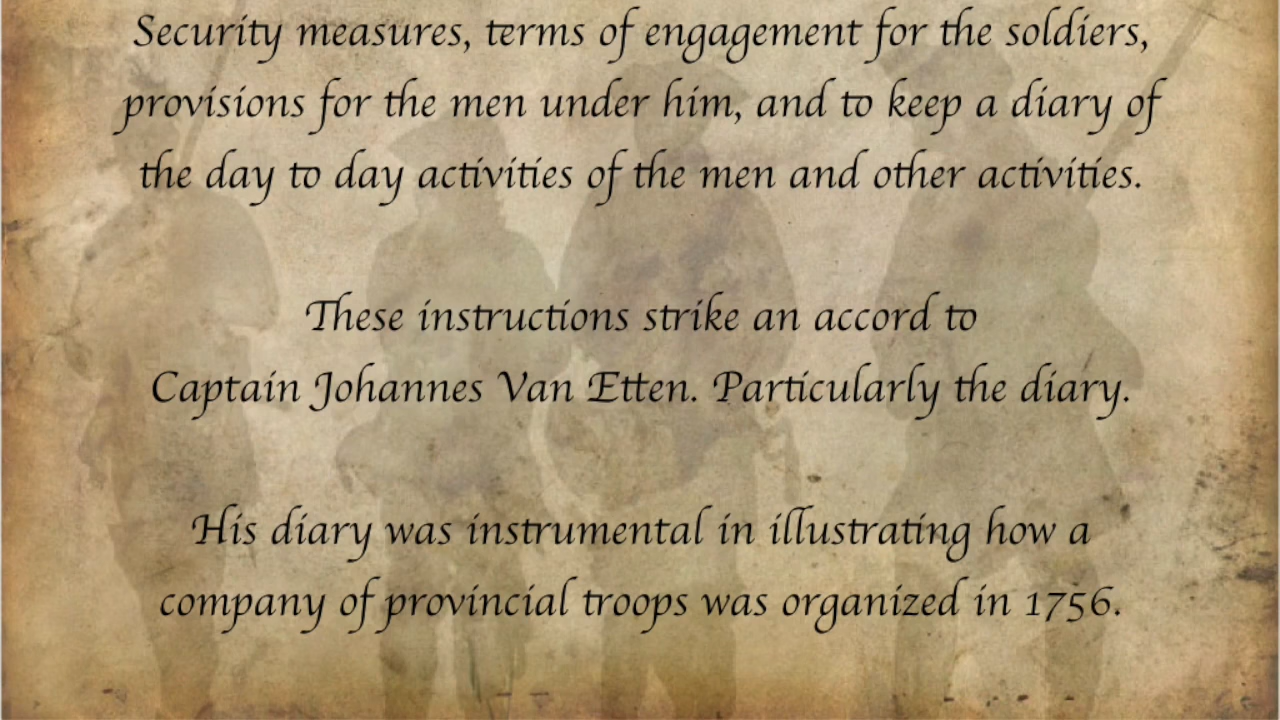 Security measures, terms of engagement for the soldiers,
provisions for the men under him, and to keep a diary of
the day to day activities of the men and other activities.
These instructions strike an accord to
Captain Johannes Van Etten. Particularly the diary.
His diary was instrumental in illustrating how a
company of provincial troops was organized in 1756.